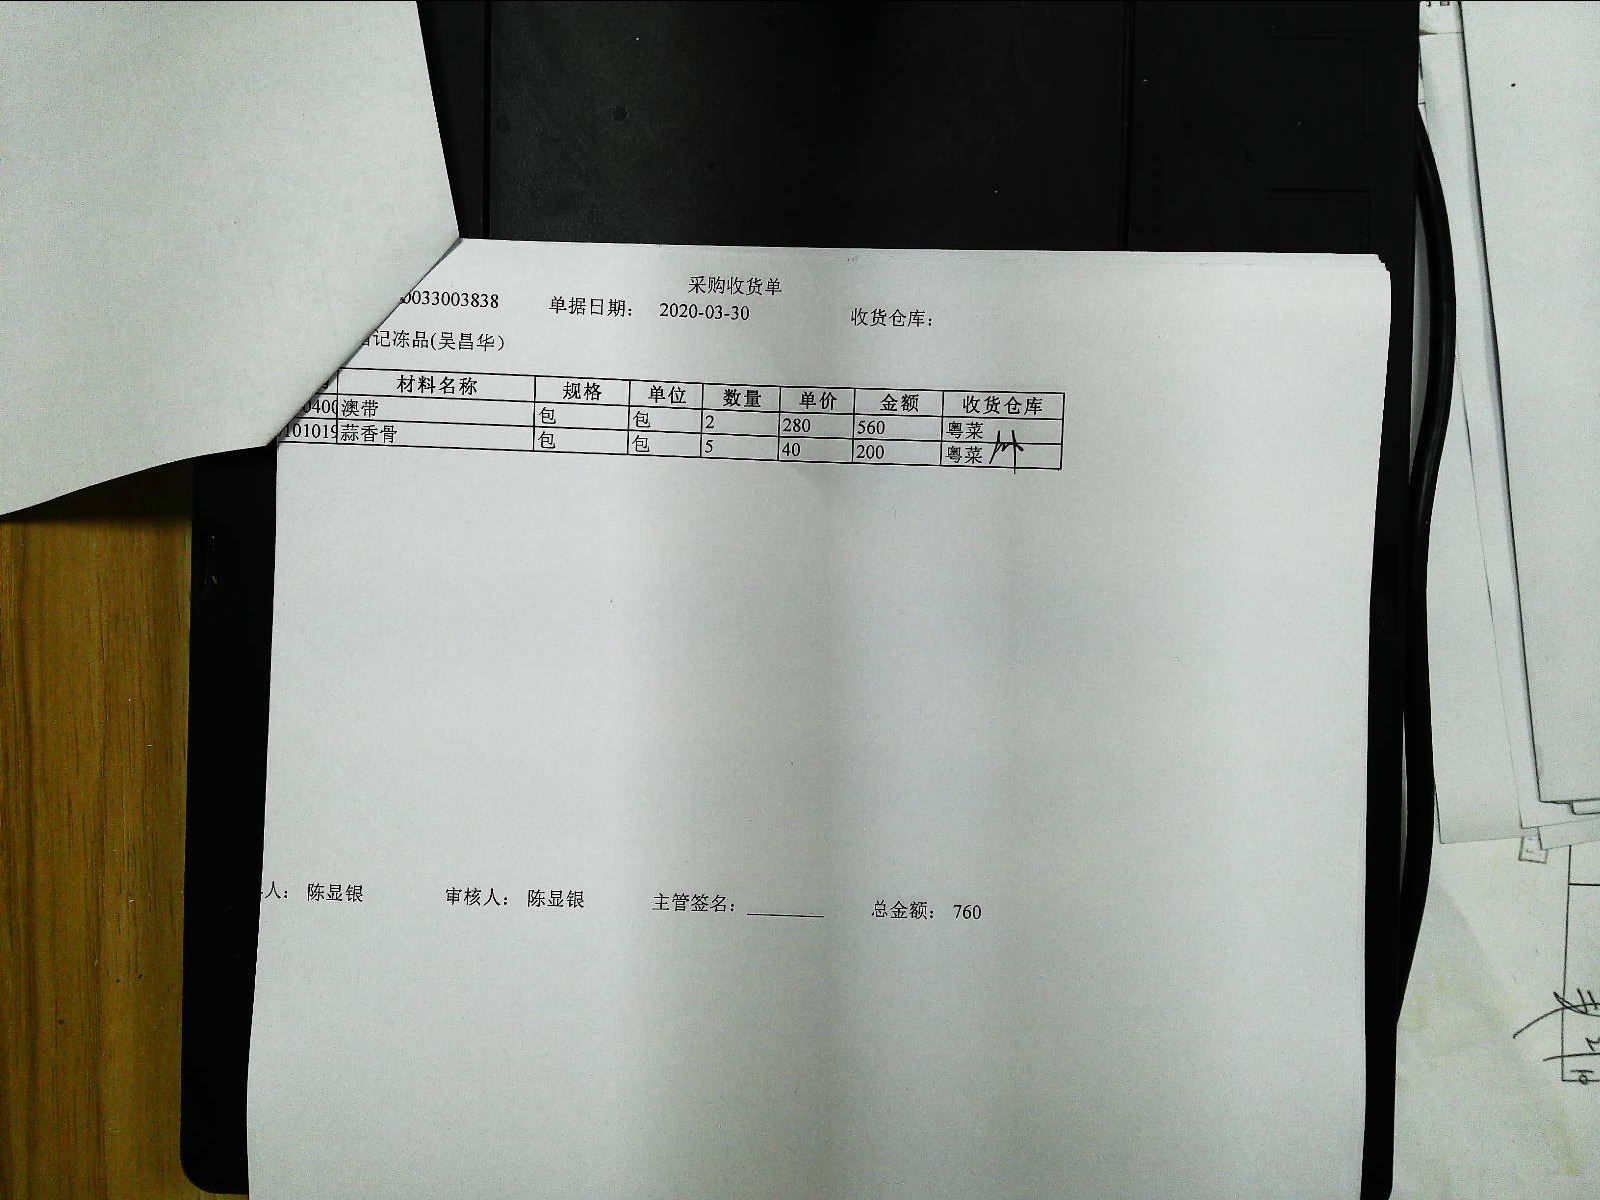 采购收货单
0033003838 单据日期： 2020-03-30 收货仓库：
记冻品(吴昌华）
材料名称 规格 单位 数量 单价 金额 收货仓库
0400 澳带 包 包 2 280 560 粤菜
101019 蒜香骨 包 包 5 40 200 粤菜
人： 陈显银 审核人： 陈显银 主管签名： 总金额： 760